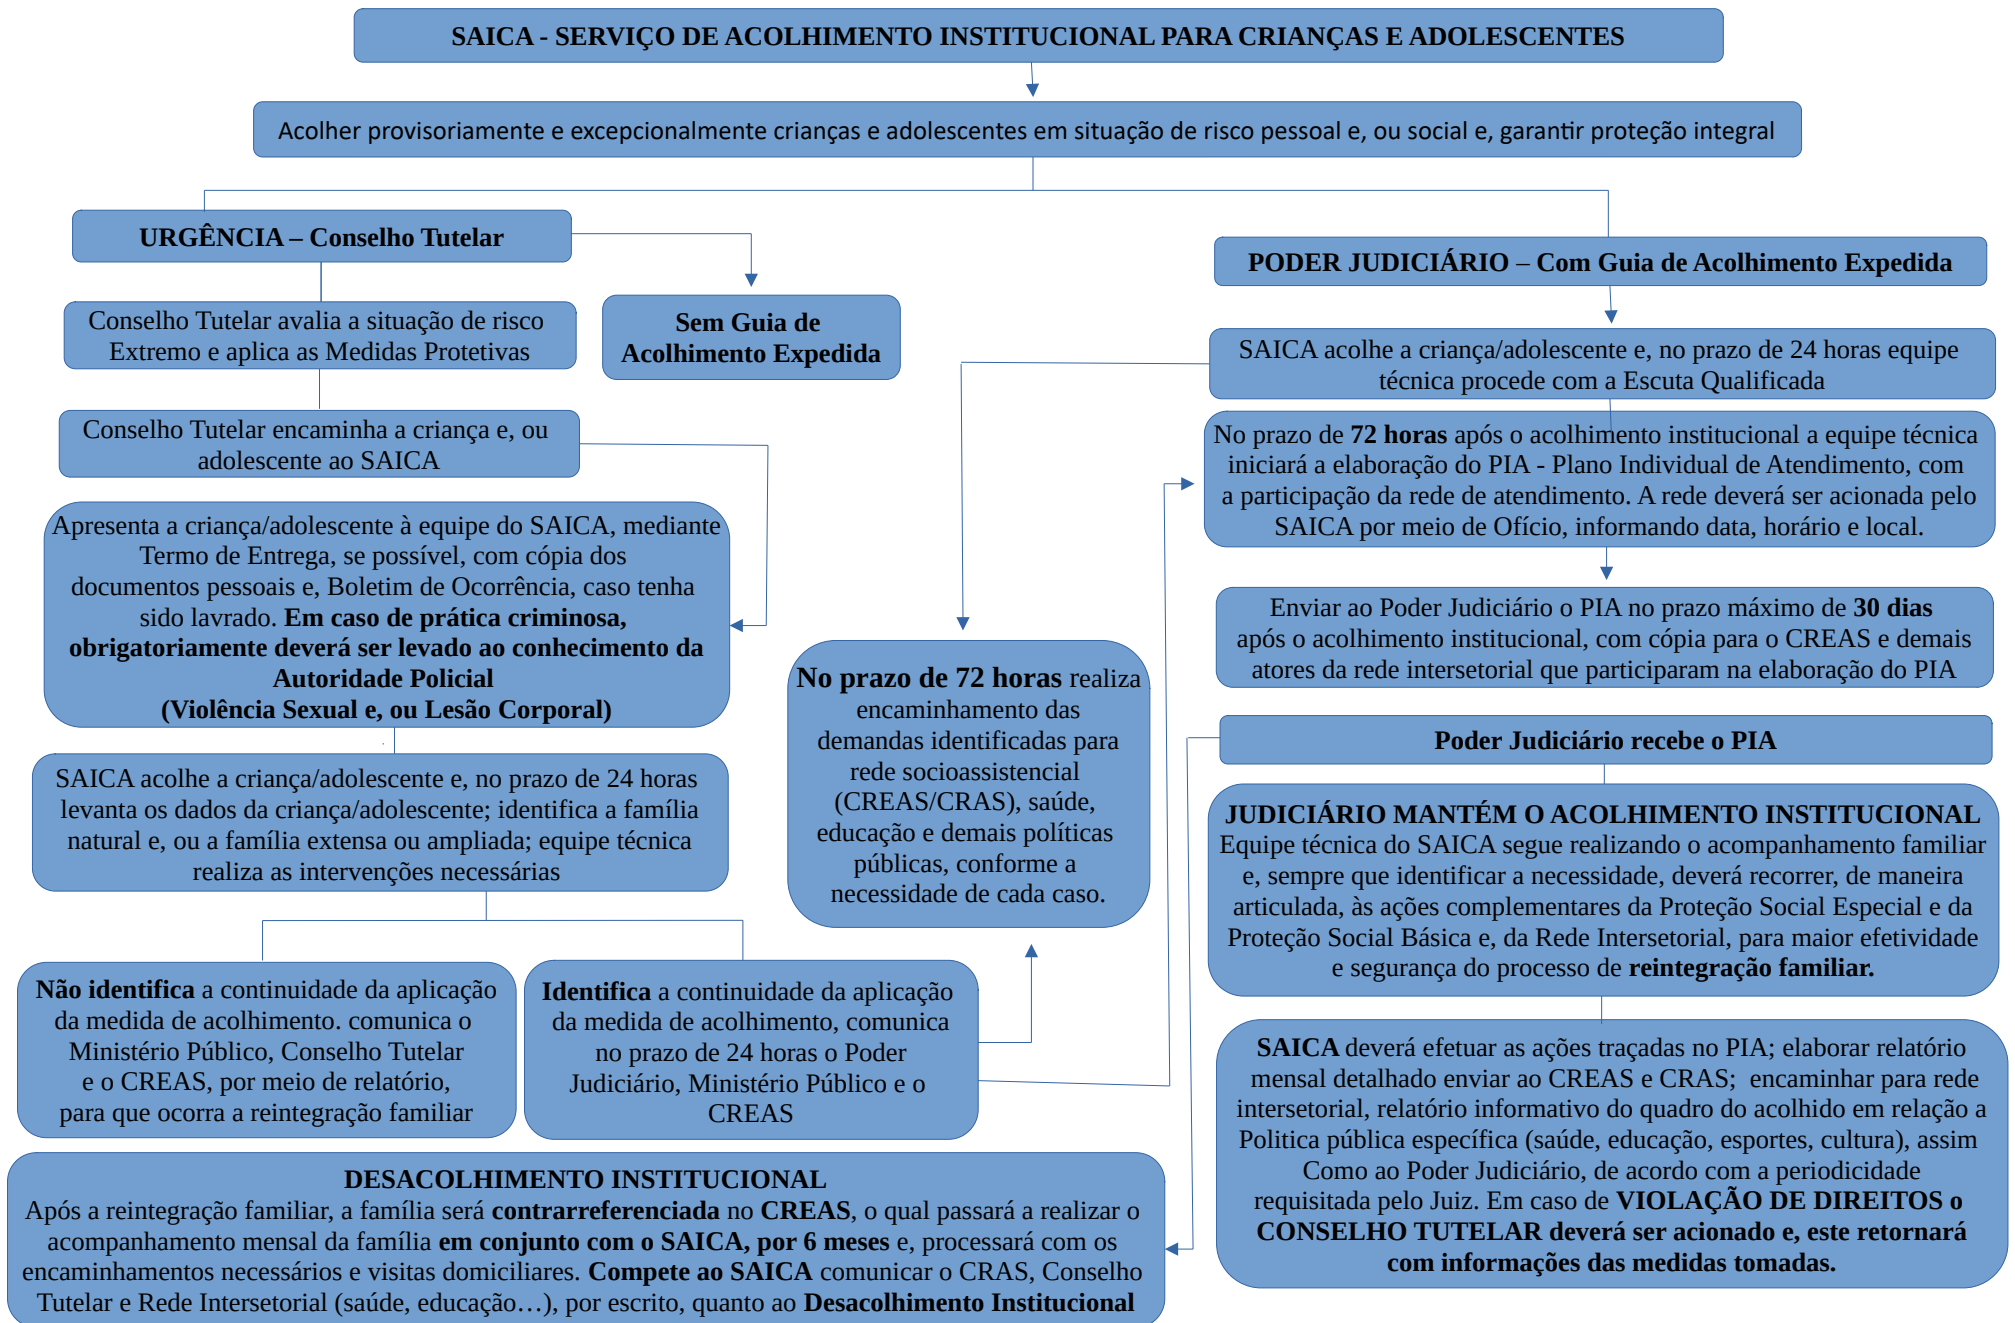 SAICA - SERVIÇO DE ACOLHIMENTO INSTITUCIONAL PARA CRIANÇAS E ADOLESCENTES
Acolher provisoriamente e excepcionalmente crianças e adolescentes em situação de risco pessoal e, ou social e, garantir proteção integral
URGÊNCIA – Conselho Tutelar
Conselho Tutelar avalia a situação de risco
Extremo e aplica as Medidas Protetivas
Sem Guia de
Acolhimento Expedida
Conselho Tutelar encaminha a criança e, ou
adolescente ao SAICA
Apresenta a criança/adolescente à equipe do SAICA, mediante
Termo de Entrega, se possível, com cópia dos
documentos pessoais e, Boletim de Ocorrência, caso tenha
sido lavrado. Em caso de prática criminosa,
obrigatoriamente deverá ser levado ao conhecimento da
Autoridade Policial
(Violência Sexual e, ou Lesão Corporal)
SAICA acolhe a criança/adolescente e, no prazo de 24 horas
levanta os dados da criança/adolescente; identifica a família
natural e, ou a família extensa ou ampliada; equipe técnica
realiza as intervenções necessárias
Não identifica a continuidade da aplicação
da medida de acolhimento. comunica o
Ministério Público, Conselho Tutelar
e o CREAS, por meio de relatório,
para que ocorra a reintegração familiar
Identifica a continuidade da aplicação
da medida de acolhimento, comunica
no prazo de 24 horas o Poder
Judiciário, Ministério Público e o
CREAS
No prazo de 72 horas realiza
encaminhamento das
demandas identificadas para
rede socioassistencial
(CREAS/CRAS), saúde,
educação e demais políticas
públicas, conforme a
necessidade de cada caso.
PODER JUDICIÁRIO – Com Guia de Acolhimento Expedida
SAICA acolhe a criança/adolescente e, no prazo de 24 horas equipe
técnica procede com a Escuta Qualificada
No prazo de 72 horas após o acolhimento institucional a equipe técnica
iniciará a elaboração do PIA - Plano Individual de Atendimento, com
a participação da rede de atendimento. A rede deverá ser acionada pelo
SAICA por meio de Ofício, informando data, horário e local.
Enviar ao Poder Judiciário o PIA no prazo máximo de 30 dias
após o acolhimento institucional, com cópia para o CREAS e demais
atores da rede intersetorial que participaram na elaboração do PIA
Poder Judiciário recebe o PIA
JUDICIÁRIO MANTÉM O ACOLHIMENTO INSTITUCIONAL
Equipe técnica do SAICA segue realizando o acompanhamento familiar
e, sempre que identificar a necessidade, deverá recorrer, de maneira
articulada, às ações complementares da Proteção Social Especial e da
Proteção Social Básica e, da Rede Intersetorial, para maior efetividade
e segurança do processo de reintegração familiar.
SAICA deverá efetuar as ações traçadas no PIA; elaborar relatório
mensal detalhado enviar ao CREAS e CRAS; encaminhar para rede
intersetorial, relatório informativo do quadro do acolhido em relação a
Politica pública específica (saúde, educação, esportes, cultura), assim
Como ao Poder Judiciário, de acordo com a periodicidade
requisitada pelo Juiz. Em caso de VIOLAÇÃO DE DIREITOS o
CONSELHO TUTELAR deverá ser acionado e, este retornará
com informações das medidas tomadas.
DESACOLHIMENTO INSTITUCIONAL
Após a reintegração familiar, a família será contrarreferenciada no CREAS, o qual passará a realizar o
acompanhamento mensal da família em conjunto com o SAICA, por 6 meses e, processará com os
encaminhamentos necessários e visitas domiciliares. Compete ao SAICA comunicar o CRAS, Conselho
Tutelar e Rede Intersetorial (saúde, educação…), por escrito, quanto ao Desacolhimento Institucional